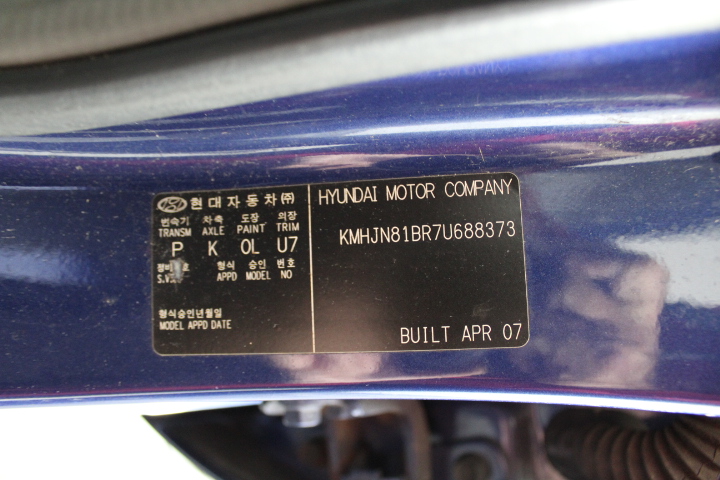 현대자동차㈜
변속기 차축 도장 의장
TRANSM AXLE PAINT TRIM
P K OL U7
형식 승인 번호
S.V. APPD MODEL NO
형식승인년월일
MODEL APPD DATE
HYUNDAI MOTOR COMPANY
KMHJN81BR7U688373
BUILT APR 07